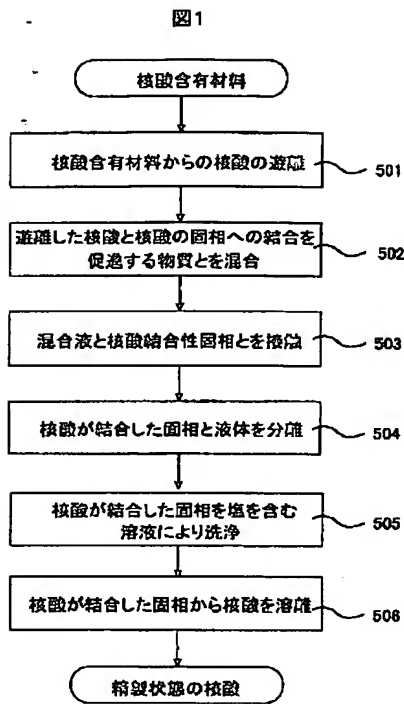 図1
核酸含有材料
核酸含有材料からの核酸の遊離
501
遊離した核酸と核酸の固相への結合を
促進する物質とを混合
502
混合液と核酸結合性固相とを接触
503
核酸が結合した固相と液体を分離
504
核酸が結合した固相を塩を含む
溶液により洗浄
505
核酸が結合した固相から核酸を溶離
506
精製状態の核酸